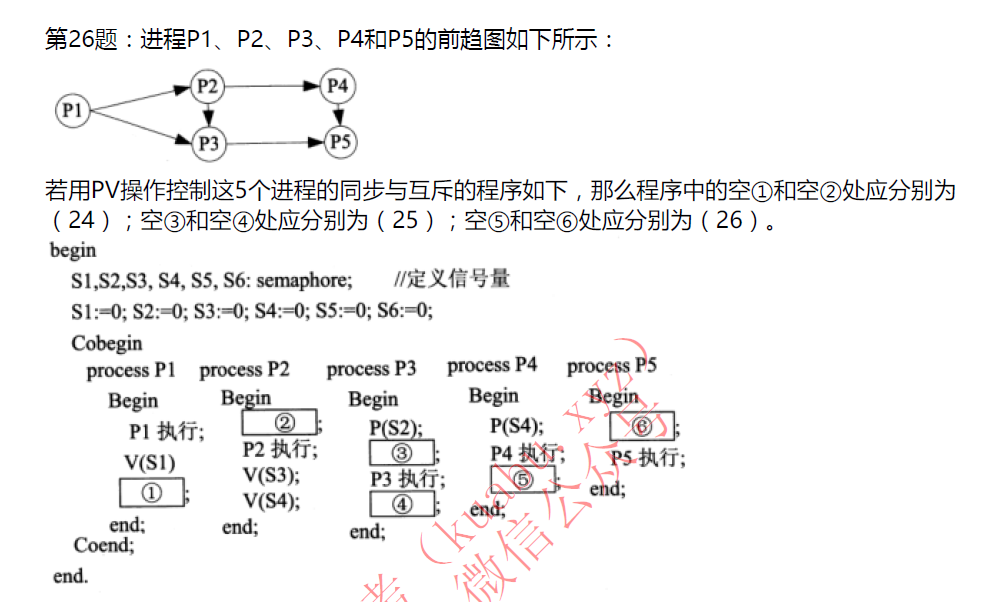 第26题：进程P1、P2、P3、P4和P5的前趋图如下所示：
P2 P4
P1
P3 P5
若用PV操作控制这5个进程的同步与互斥的程序如下，那么程序中的空①和空②处应分别为
（24）；空③和空④处应分别为（25）；空⑤和空⑥处应分别为（26）。
begin
S1,S2,S3, S4, S5, S6: semaphore; //定义信号量
S1:=0; S2:=0; S3:=0; S4:=0; S5:=0; S6:=0;
Cobegin
process P1 process P2 process P3 process P4 process P5
Begin Begin Begin Begin Begin
P1 执行; ②; P(S2); P(S4); ⑥;
V(S1) P2 执行; ③; P4 执行; P5 执行;
①; V(S3); P3 执行; ⑤; end;
V(S4); ④; end;
end; end; end;
Coend;
end.
考（kuabu.xyz）
微信公众号